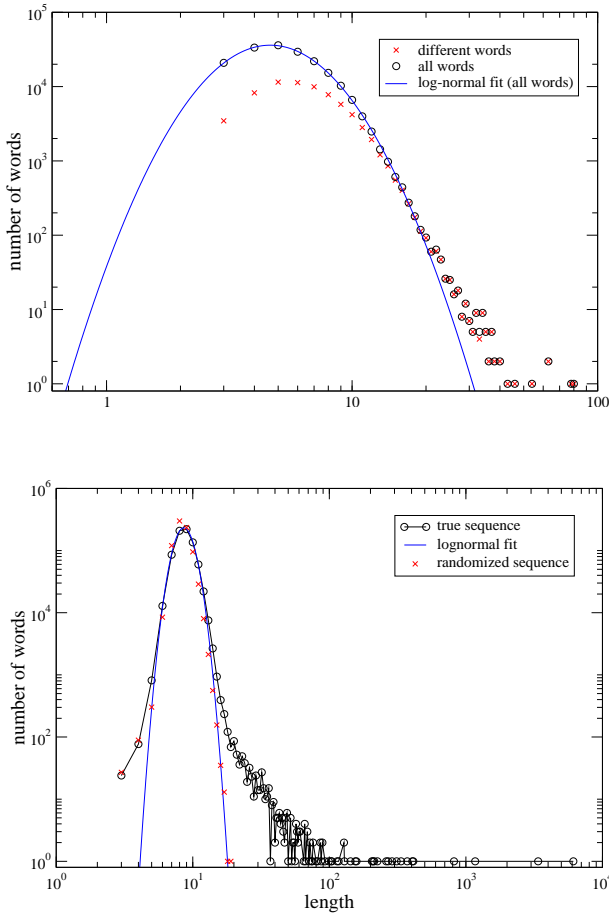 10^5
10^4
10^3
10^2
10^1
10^0
number of words
different words
all words
log-normal fit (all words)
1
10
100
10^6
10^4
10^2
10^0
number of words
true sequence
lognormal fit
randomized sequence
10^0
10^1
10^2
10^3
10^4
length